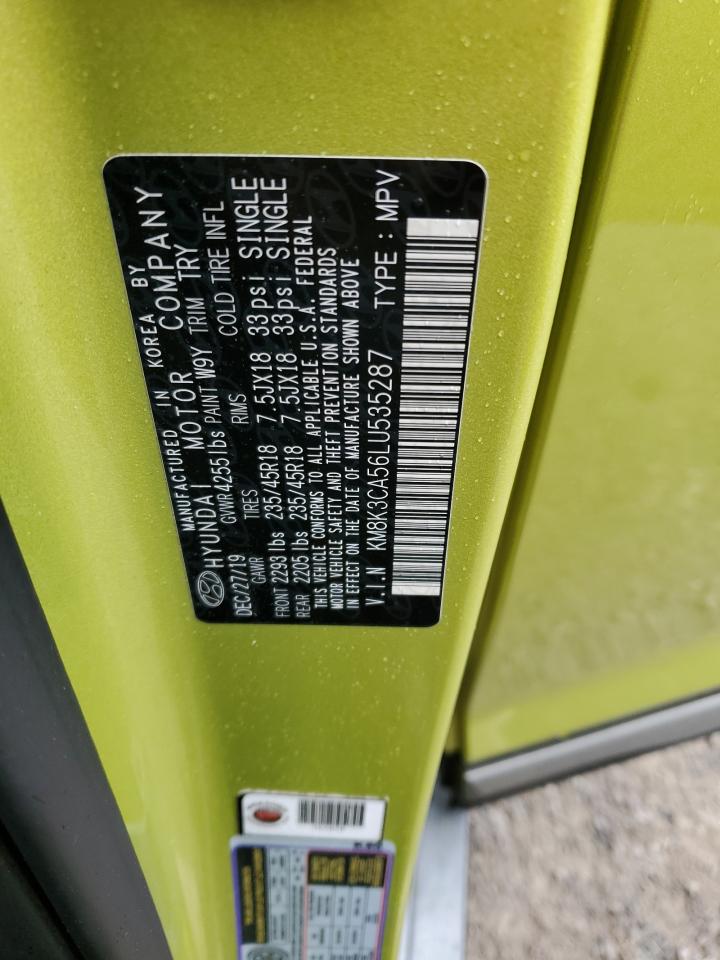 MANUFACTURED IN KOREA BY
HYUNDAI MOTOR COMPANY
DEC/27/19 GVWR 4255 lbs PAINT W9Y TRIM TRY
GAWR TIRES RIMS COLD TIRE INFL
FRONT 2293 lbs 235/45R18 7.5JX18 33psi SINGLE
REAR 2205 lbs 235/45R18 7.5JX18 33psi SINGLE
THIS VEHICLE CONFORMS TO ALL APPLICABLE U.S.A. FEDERAL
MOTOR VEHICLE SAFETY AND THEFT PREVENTION STANDARDS
IN EFFECT ON THE DATE OF MANUFACTURE SHOWN ABOVE
V.I.N KM8K3CA56LU535287 TYPE : MPV